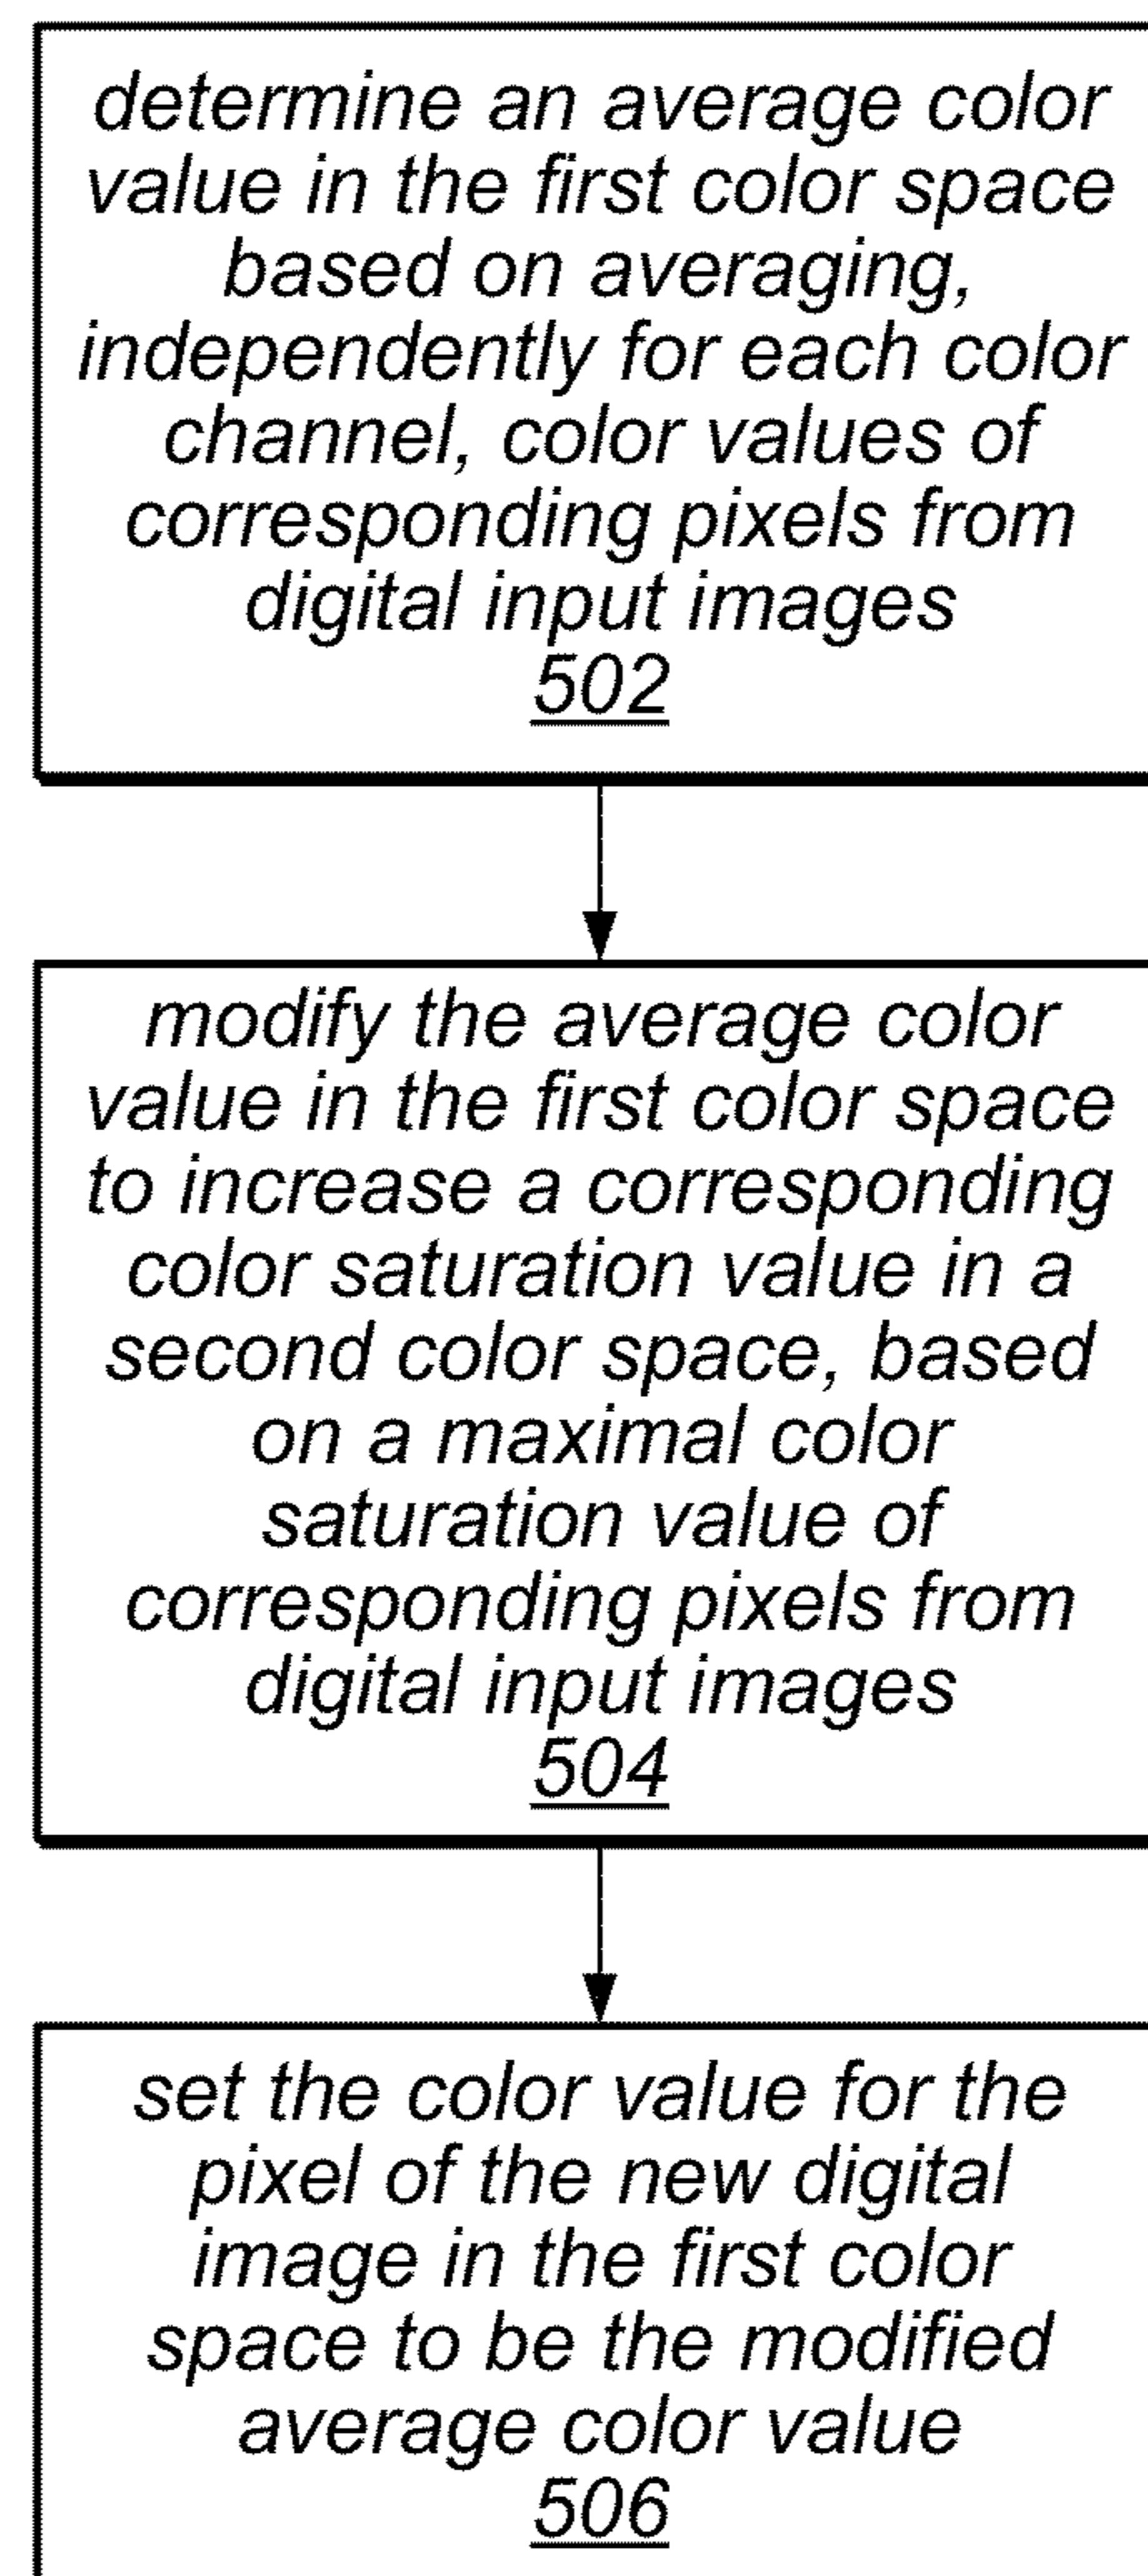 determine an average color
value in the first color space
based on averaging,
independently for each color
channel, color values of
corresponding pixels from
digital input images
502
modify the average color
value in the first color space
to increase a corresponding
color saturation value in a
second color space, based
on a maximal color
saturation value of
corresponding pixels from
digital input images
504
set the color value for the
pixel of the new digital
image in the first color
space to be the modified
average color value
506